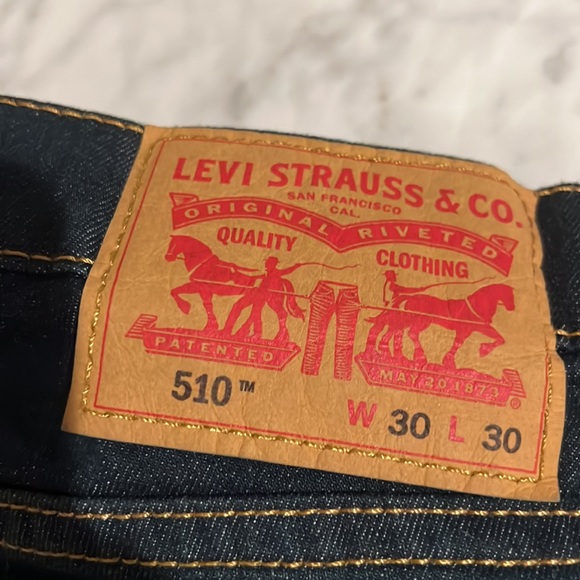 LEVI STRAUSS & CO.
SAN FRANCISCO
CAL.
ORIGINAL RIVETED
QUALITY CLOTHING
PATENTED MAY 20 1873 ®
510™ W 30 L 30